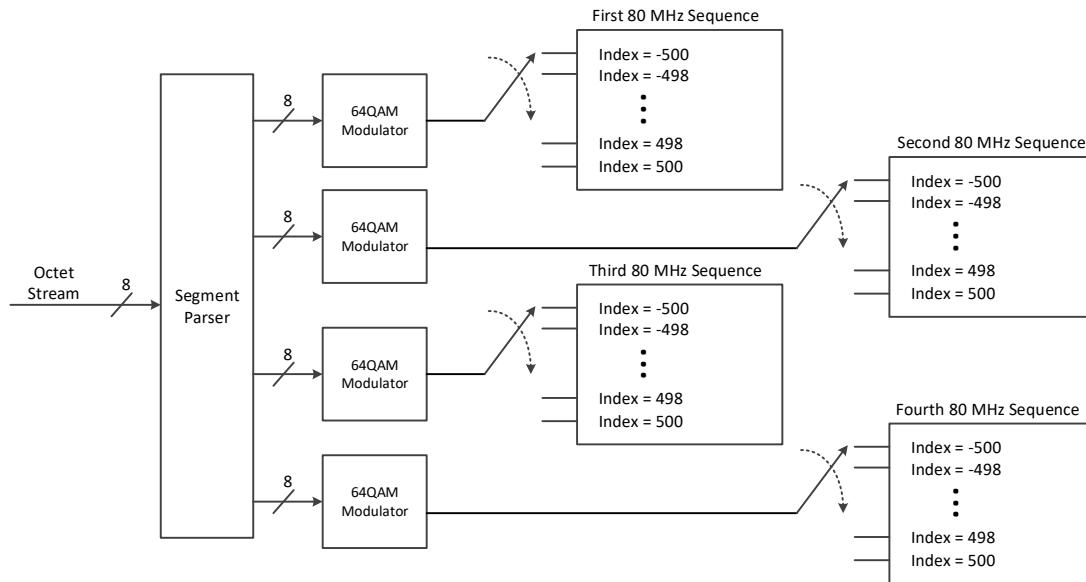 First 80 MHz Sequence
Index = -500
Index = -498
Index = 498
Index = 500
8
64QAM
Modulator
Second 80 MHz Sequence
Index = -500
Index = -498
Index = 498
Index = 500
8
64QAM
Modulator
Octet
Stream
8
Segment
Parser
Third 80 MHz Sequence
Index = -500
Index = -498
Index = 498
Index = 500
8
64QAM
Modulator
Fourth 80 MHz Sequence
Index = -500
Index = -498
Index = 498
Index = 500
8
64QAM
Modulator